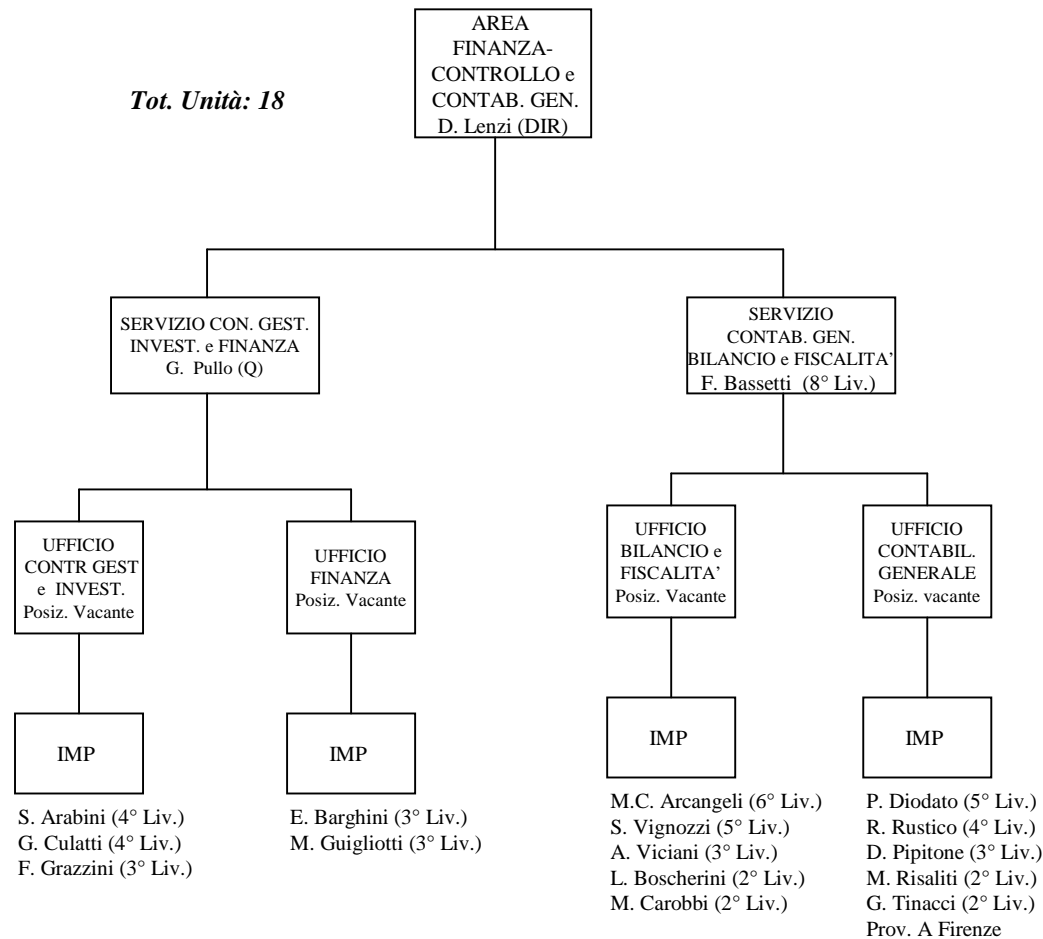 AREA
FINANZA-
CONTROLLO e
CONTAB. GEN.
D. Lenzi (DIR)
Tot. Unità: 18
SERVIZIO CON. GEST.
INVEST. e FINANZA
G. Pullo (Q)
SERVIZIO
CONTAB. GEN.
BILANCIO e FISCALITA’
F. Bassetti (8° Liv.)
UFFICIO
CONTR GEST
e INVEST.
Posiz. Vacante
UFFICIO
FINANZA
Posiz. Vacante
UFFICIO
BILANCIO e
FISCALITA’
Posiz. Vacante
UFFICIO
CONTABIL.
GENERALE
Posiz. vacante
IMP
IMP
IMP
IMP
S. Arabini (4° Liv.)
G. Culatti (4° Liv.)
F. Grazzini (3° Liv.)
E. Barghini (3° Liv.)
M. Guigliotti (3° Liv.)
M.C. Arcangeli (6° Liv.)
S. Vignozzi (5° Liv.)
A. Viciani (3° Liv.)
L. Boscherini (2° Liv.)
M. Carobbi (2° Liv.)
P. Diodato (5° Liv.)
R. Rustico (4° Liv.)
D. Pipitone (3° Liv.)
M. Risaliti (2° Liv.)
G. Tinacci (2° Liv.)
Prov. A Firenze